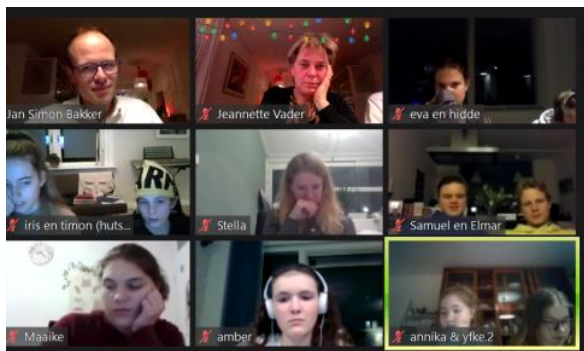 Jan Simon Bakker
Jeannette Vader
eva en hidde
iris en timon (huts...
Stella
Samuel en Elmar
Maaike
amber
annika & yfke.2